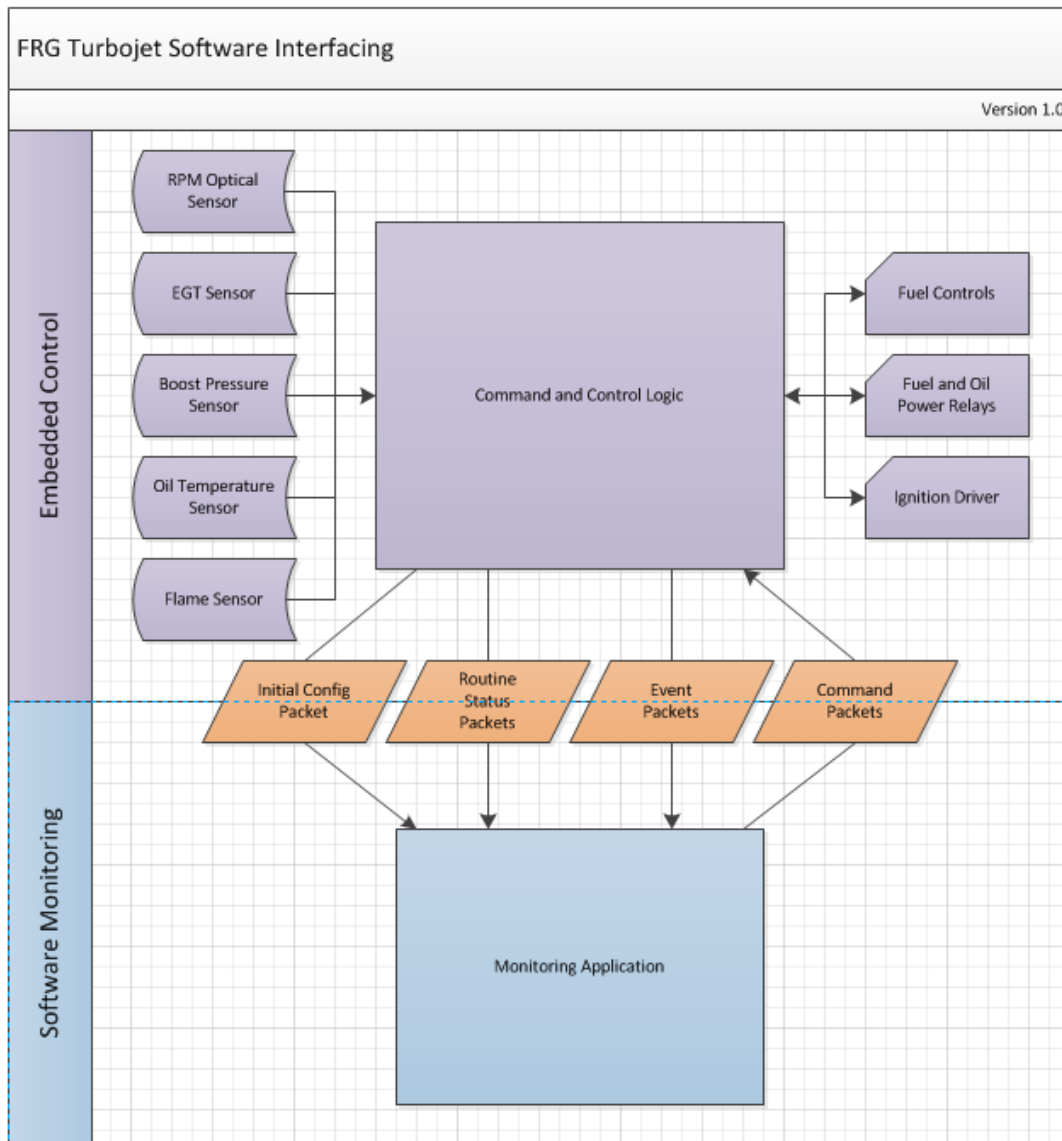 FRG Turbojet Software Interfacing
Version 1.0
Embedded Control
RPM Optical
Sensor
EGT Sensor
Boost Pressure
Sensor
Oil Temperature
Sensor
Flame Sensor
Command and Control Logic
Fuel Controls
Fuel and Oil
Power Relays
Ignition Driver
Initial Config
Packet
Routine
Status
Packets
Event
Packets
Command
Packets
Software Monitoring
Monitoring Application